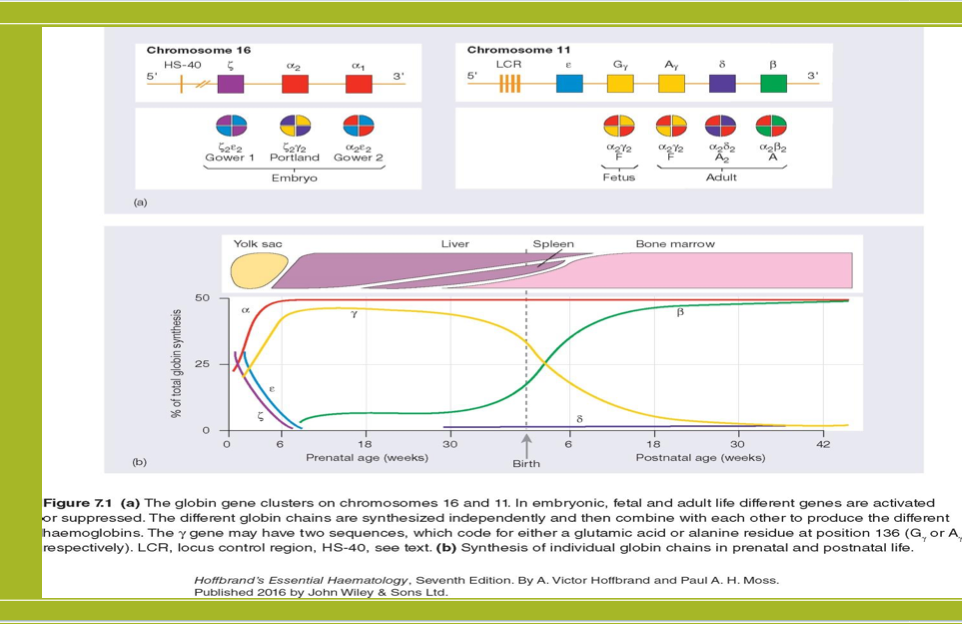 Chromosome 16
HS-40 ζ α2 α1
5' 3'
ζ2ε2 ζ2γ2 α2ε2
Gower 1 Portland Gower 2
Embryo
(a)
Chromosome 11
LCR ε Gγ Aγ δ β
5' 3'
α2γ2 α2γ2 α2δ2 α2β2
F F A2 A
Fetus Adult
(b)
Yolk sac Liver Spleen Bone marrow
% of total globin synthesis
50
25
0
α γ β
ε
ζ δ
0 6 18 30 6 18 30 42
Prenatal age (weeks) Birth Postnatal age (weeks)
Figure 7.1 (a) The globin gene clusters on chromosomes 16 and 11. In embryonic, fetal and adult life different genes are activated
or suppressed. The different globin chains are synthesized independently and then combine with each other to produce the different
haemoglobins. The γ gene may have two sequences, which code for either a glutamic acid or alanine residue at position 136 (Gγ or Aγ
respectively). LCR, locus control region, HS-40, see text. (b) Synthesis of individual globin chains in prenatal and postnatal life.
Hoffbrand's Essential Haematology, Seventh Edition. By A. Victor Hoffbrand and Paul A. H. Moss.
Published 2016 by John Wiley & Sons Ltd.